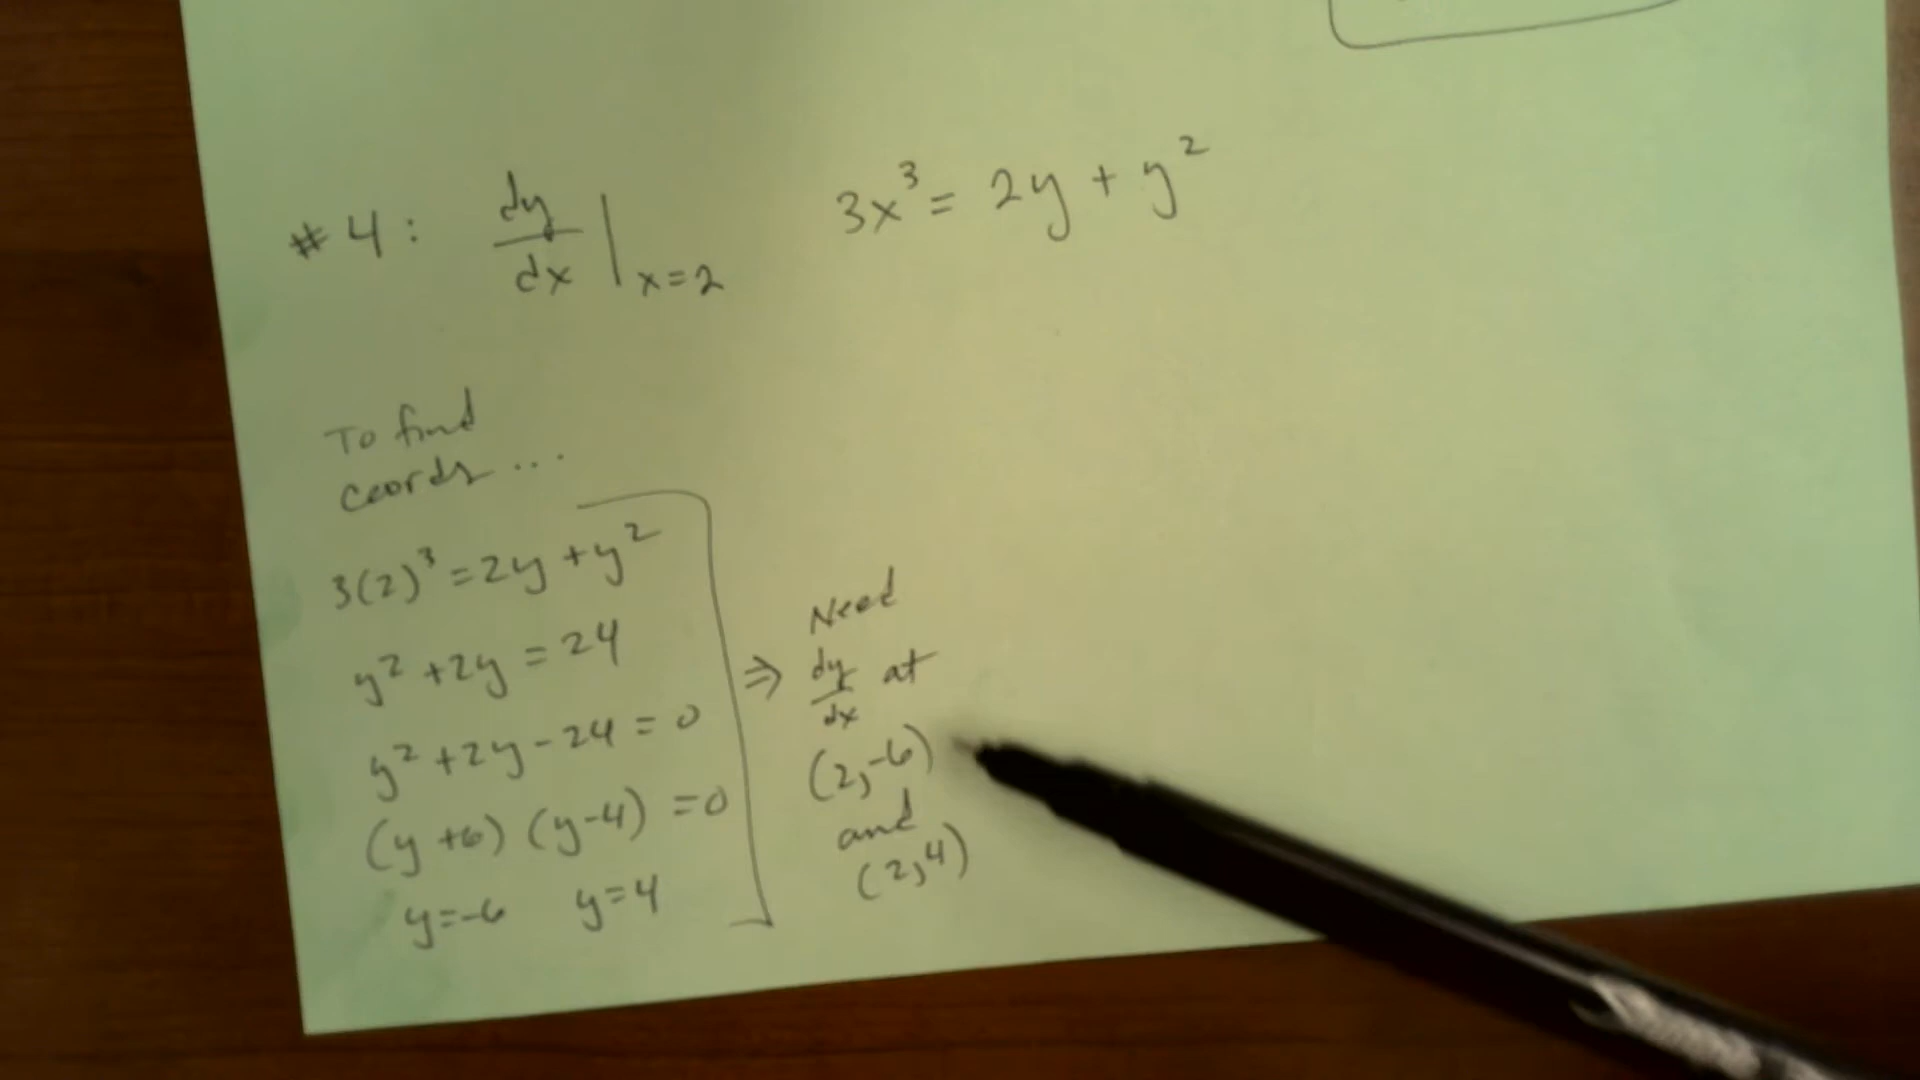 #4: dy/dx |x=2 3x³ = 2y + y²
To find
coords ...
3(2)³ = 2y + y²
y² + 2y = 24
y² + 2y - 24 = 0
(y + 6) (y - 4) = 0
y = -6 y = 4
⇒ Need
dy/dx at
(2, -6)
and
(2, 4)